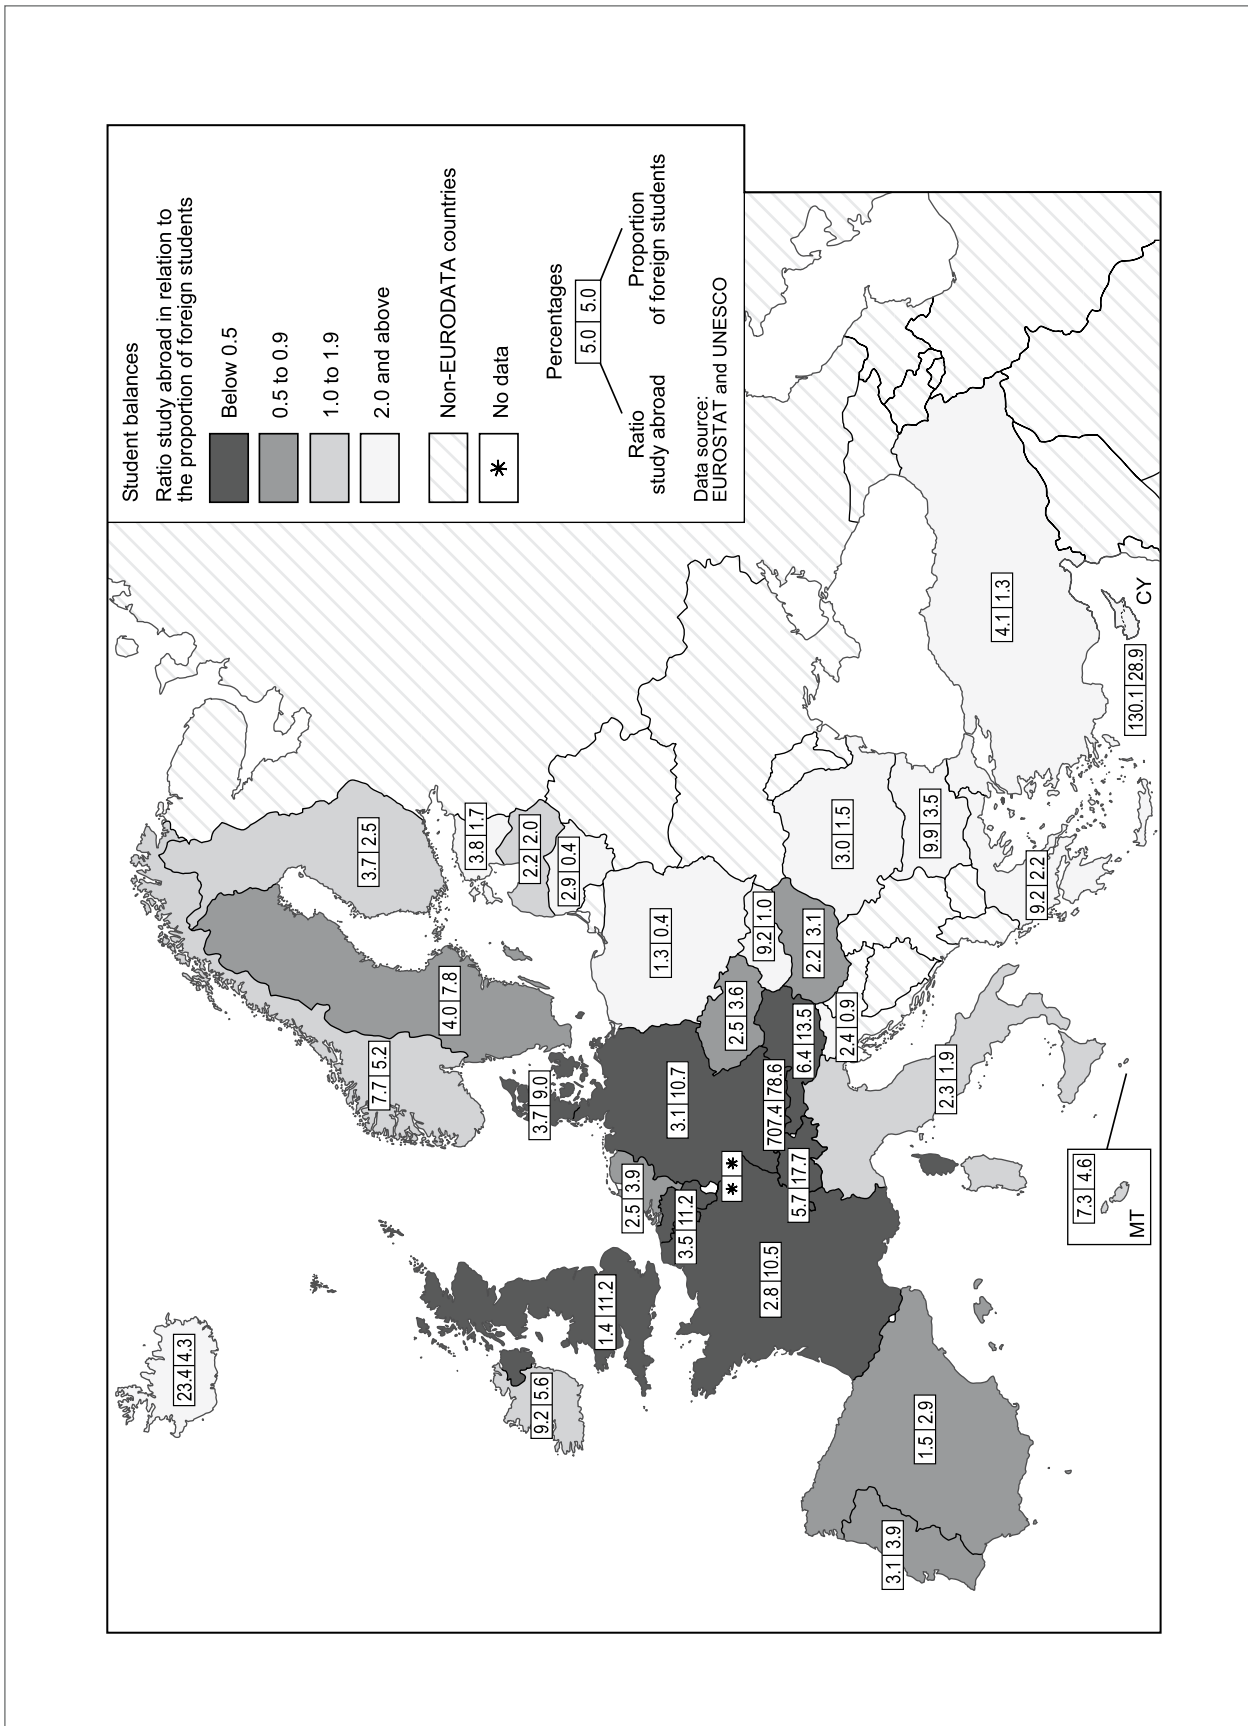 Student balances
Ratio study abroad in relation to
the proportion of foreign students
Below 0.5
0.5 to 0.9
1.0 to 1.9
2.0 and above
Non-EURODATA countries
* No data
Percentages
5.0 5.0
Ratio
study abroad
Proportion
of foreign students
Data source:
EUROSTAT and UNESCO
23.4 4.3
7.7 5.2
3.7 2.5
4.0 7.8
3.8 1.7
2.2 2.0
2.9 0.4
3.7 9.0
9.2 5.6
1.4 11.2
2.5 3.9
3.5 11.2
3.1 10.7
1.3 0.4
* *
2.5 3.6
9.2 1.0
707.4 78.6
2.8 10.5
5.7 17.7
6.4 13.5
2.2 3.1
2.4 0.9
3.0 1.5
3.1 3.9
1.5 2.9
2.3 1.9
9.9 3.5
4.1 1.3
9.2 2.2
7.3 4.6
MT
130.1 28.9
CY